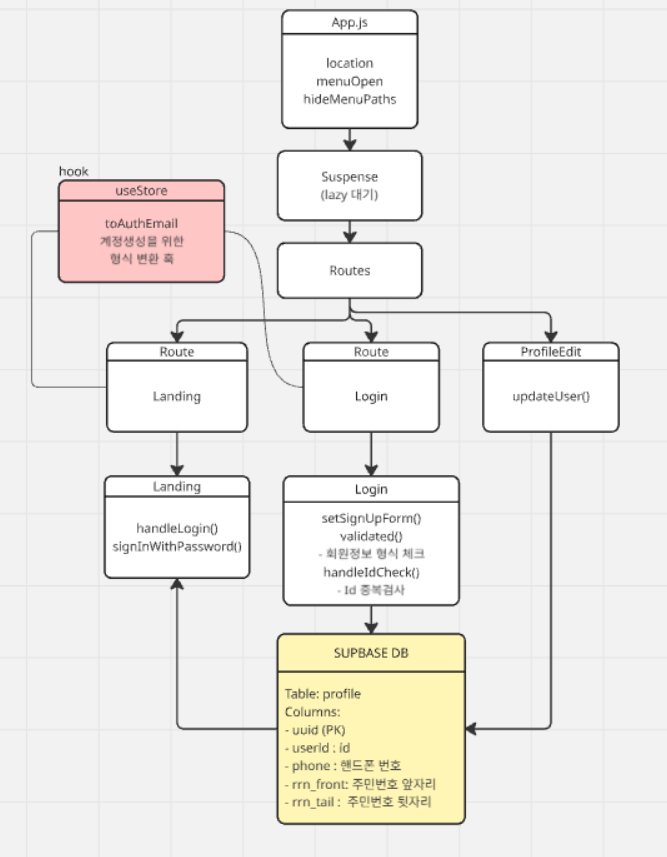 App.js
location
menuOpen
hideMenuPaths
Suspense
(lazy 대기)
hook
useStore
toAuthEmail
계정생성을 위한
형식 변환 훅
Routes
Route
Landing
Route
Login
ProfileEdit
updateUser()
Landing
handleLogin()
signInWithPassword()
Login
setSignUpForm()
validated()
- 회원정보 형식 체크
handleIdCheck()
- Id 중복검사
SUPBASE DB
Table: profile
Columns:
- uuid (PK)
- userId : id
- phone : 핸드폰 번호
- rrn_front: 주민번호 앞자리
- rrn_tail : 주민번호 뒷자리